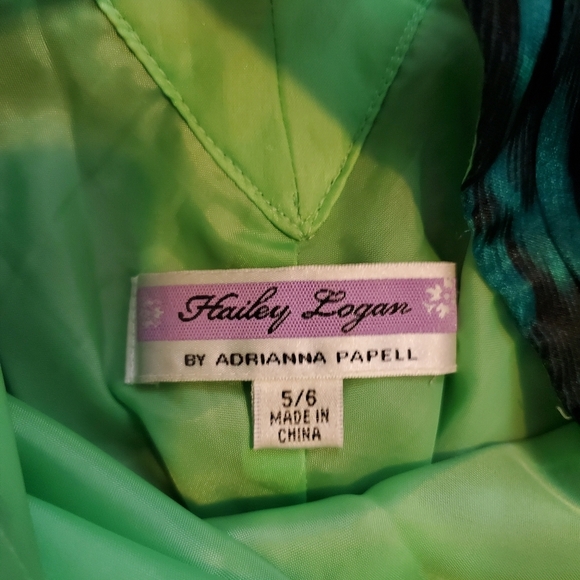 Hailey Logan
BY ADRIANNA PAPELL
5/6
MADE IN
CHINA